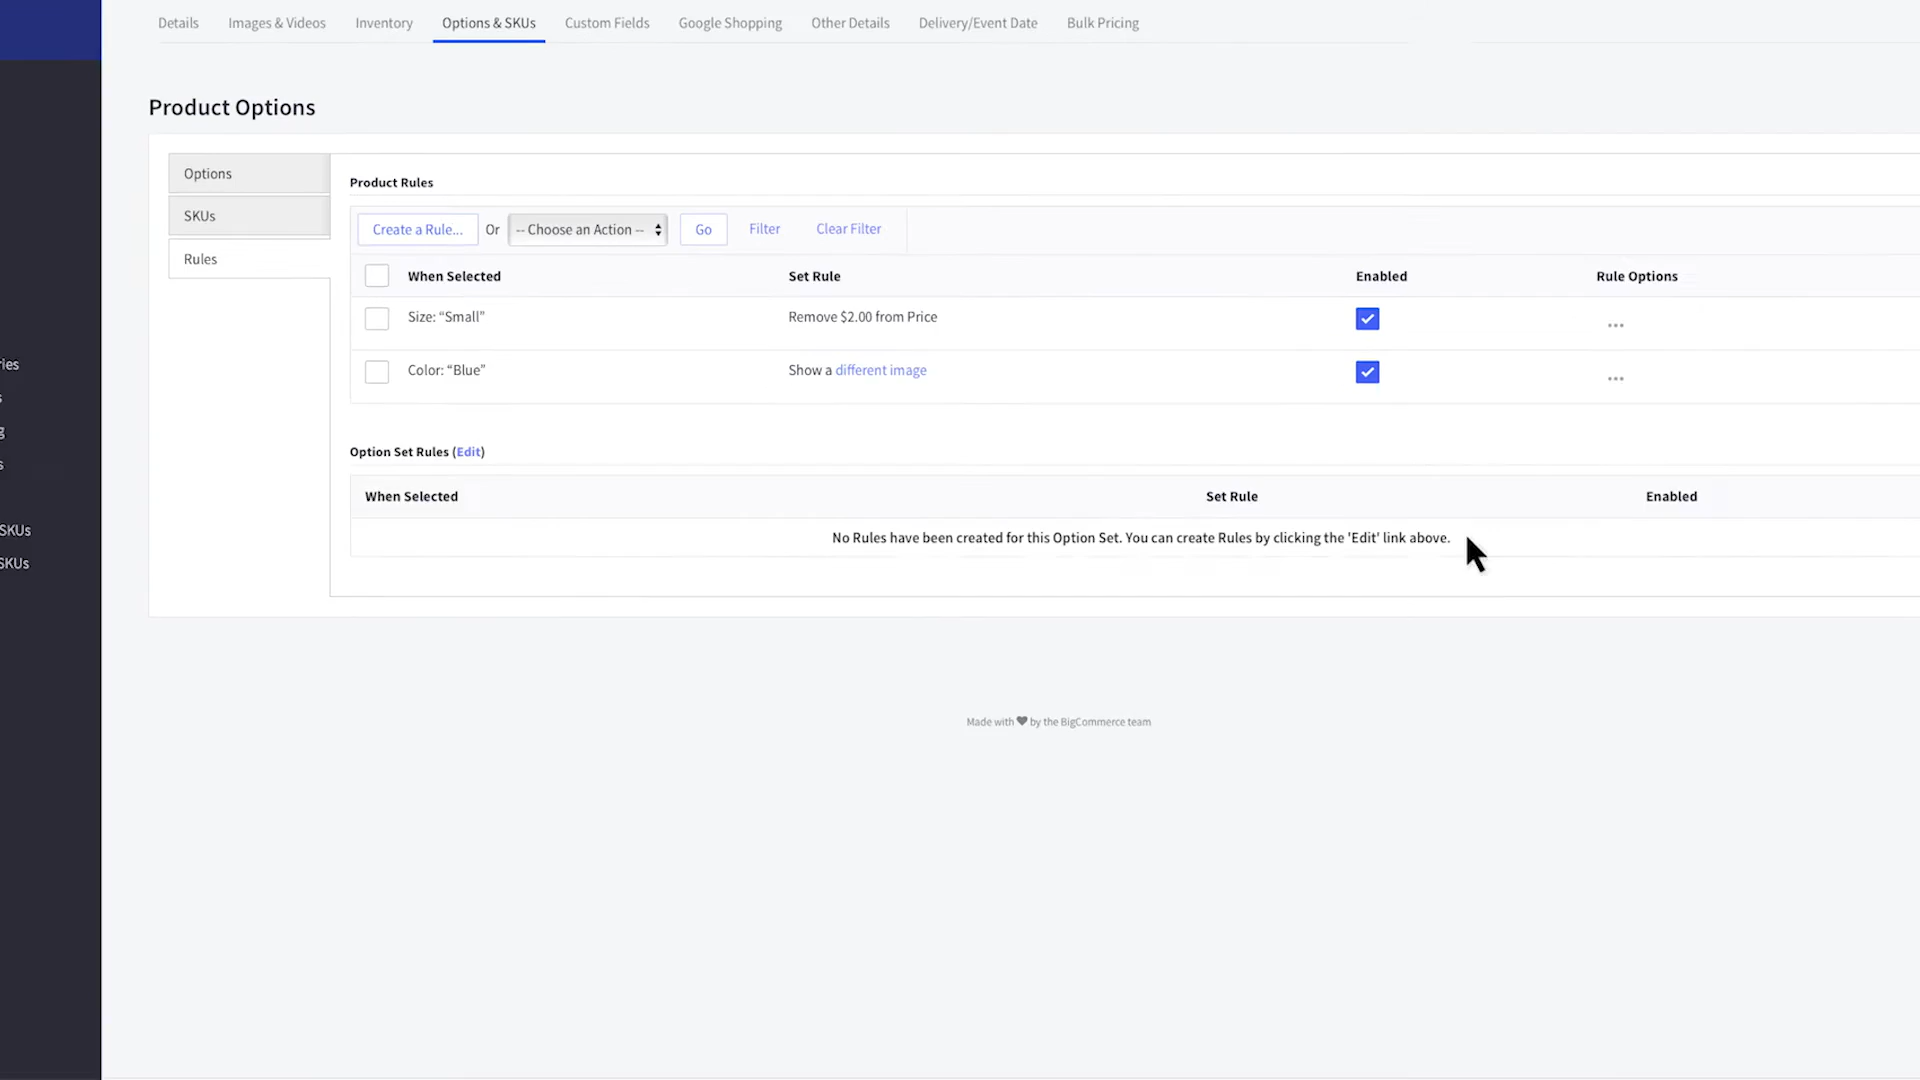 Details Images & Videos Inventory Options & SKUs Custom Fields Google Shopping Other Details Delivery/Event Date Bulk Pricing
Product Options
Options
SKUs
Rules
Product Rules
Create a Rule... Or -- Choose an Action -- Go Filter Clear Filter
When Selected Set Rule Enabled Rule Options
Size: “Small” Remove $2.00 from Price ...
Color: “Blue” Show a different image ...
Option Set Rules (Edit)
When Selected Set Rule Enabled
No Rules have been created for this Option Set. You can create Rules by clicking the 'Edit' link above.
Made with ♥ by the BigCommerce team
ries
s
g
s
SKUs
SKUs